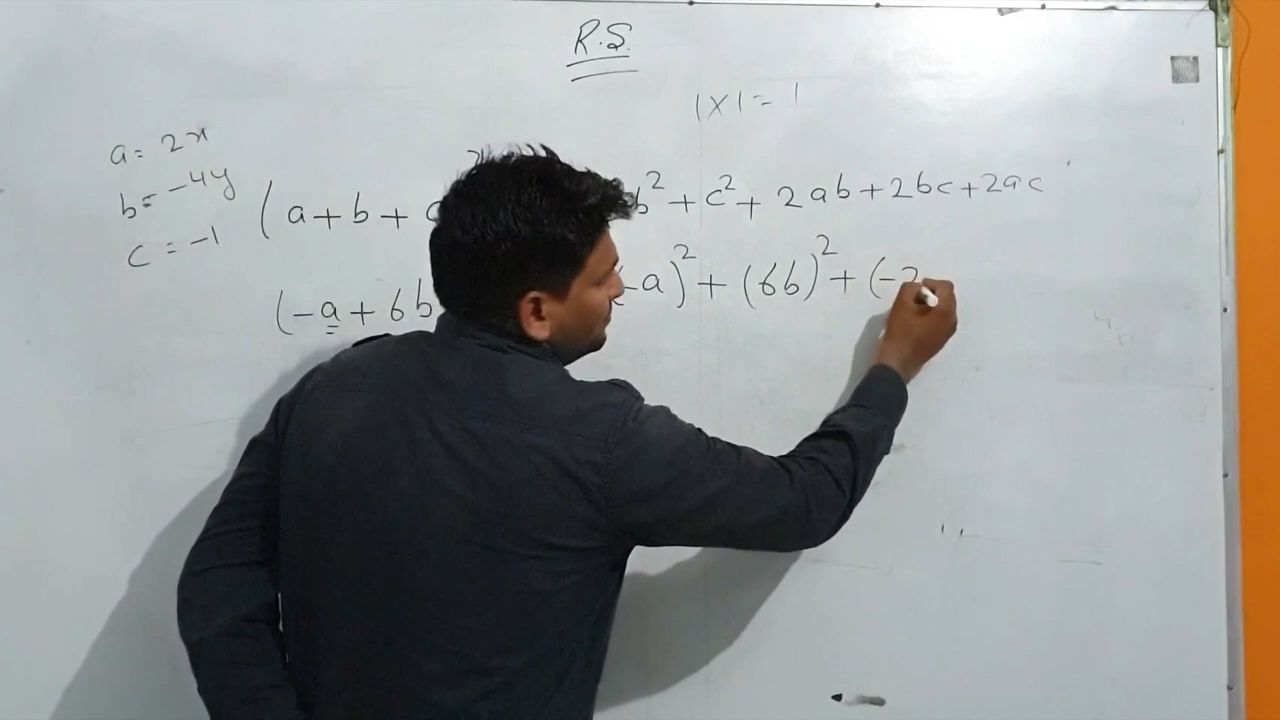 R.S.
1×1=1
a=2x
b=-4y
c=-1
(a+b+ b²+c²+2ab+2bc+2ac
(-a+6b -a)²+(6b)²+(-2